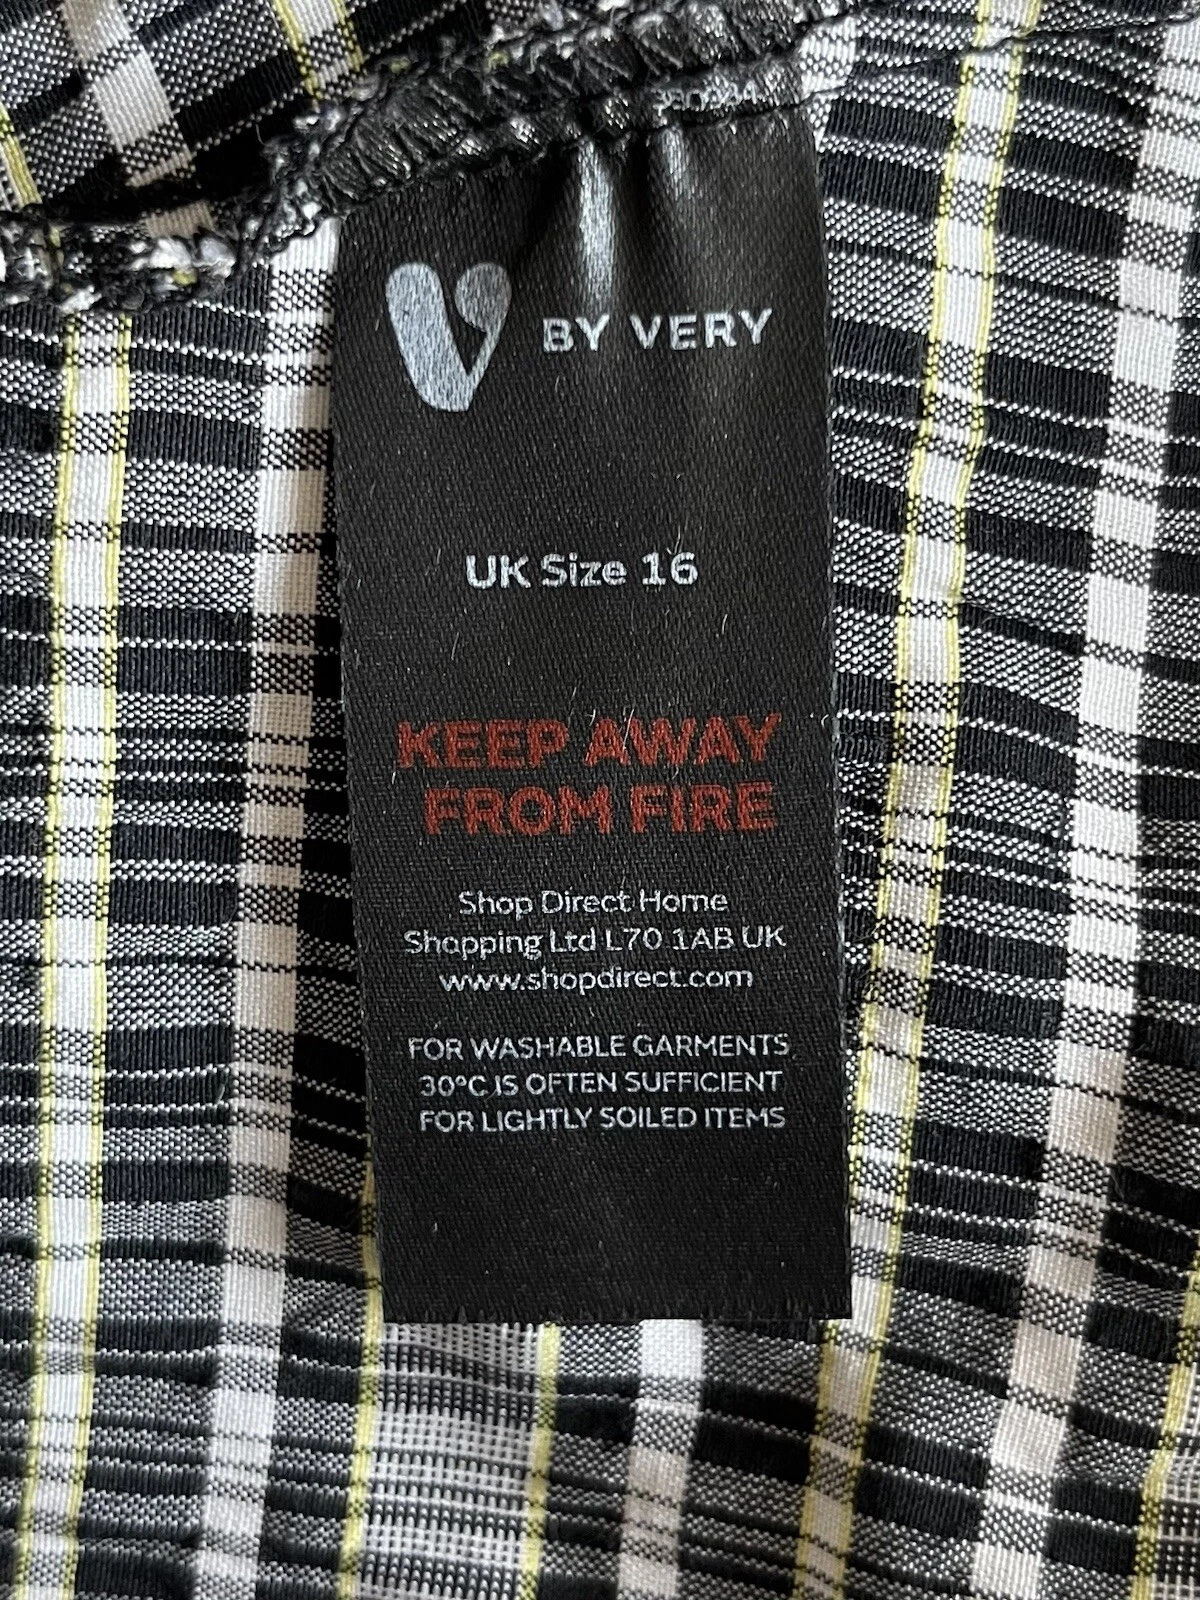 V BY VERY
UK Size 16
KEEP AWAY
FROM FIRE
Shop Direct Home
Shopping Ltd L70 1AB UK
www.shopdirect.com
FOR WASHABLE GARMENTS
30°C IS OFTEN SUFFICIENT
FOR LIGHTLY SOILED ITEMS